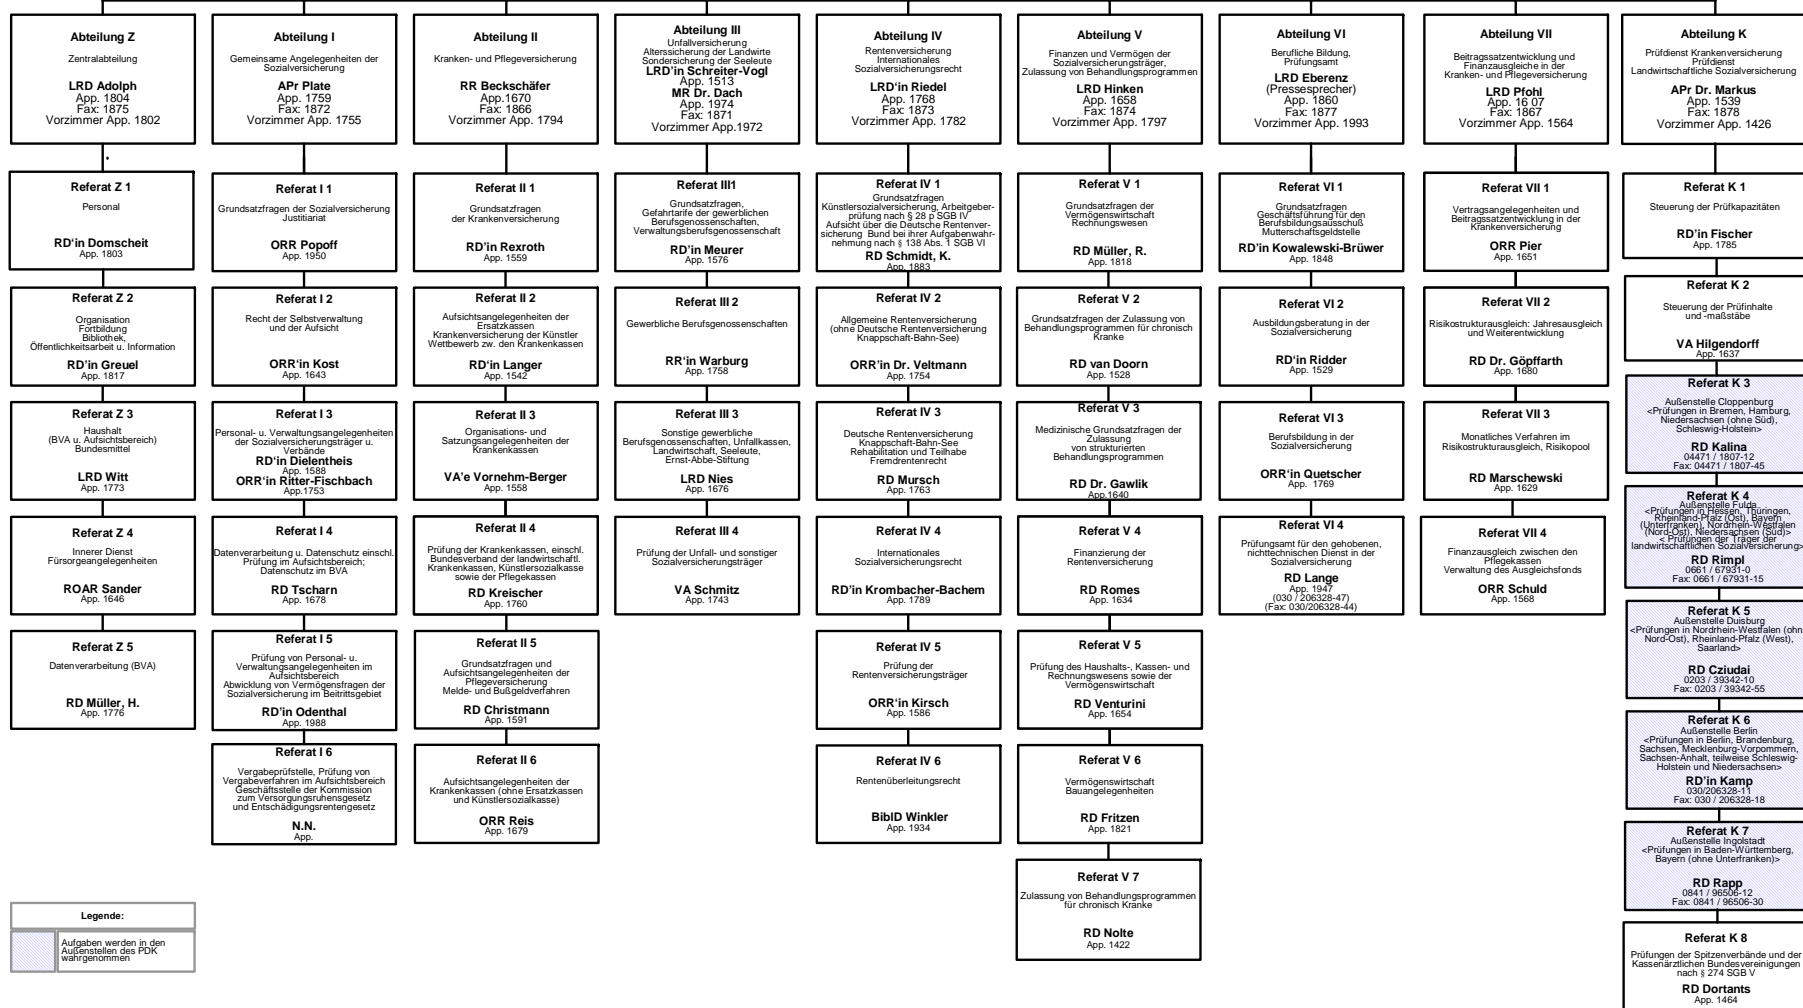 Abteilung Z
Zentralabteilung
LRD Adolph
App. 1804
Fax: 1875
Vorzimmer App. 1802
Abteilung I
Gemeinsame Angelegenheiten der
Sozialversicherung
APr Plate
App. 1759
Fax: 1872
Vorzimmer App. 1755
Abteilung II
Kranken- und Pflegeversicherung
RR Beckschäfer
App.1670
Fax: 1866
Vorzimmer App. 1794
Abteilung III
Unfallversicherung
Alterssicherung der Landwirte
Sondersicherung der Seeleute
LRD'in Schreiter-Vogl
App. 1513
MR Dr. Dach
App. 1974
Fax: 1871
Vorzimmer App.1972
Abteilung IV
Rentenversicherung
Internationales
Sozialversicherungsrecht
LRD'in Riedel
App. 1768
Fax: 1873
Vorzimmer App. 1782
Abteilung V
Finanzen und Vermögen der
Sozialversicherungsträger,
Zulassung von Behandlungsprogrammen
LRD Hinken
App. 1658
Fax: 1874
Vorzimmer App. 1797
Abteilung VI
Berufliche Bildung,
Prüfungsamt
LRD Eberenz
(Pressesprecher)
App. 1860
Fax: 1877
Vorzimmer App. 1993
Abteilung VII
Beitragssatzentwicklung und
Finanzausgleiche in der
Kranken- und Pflegeversicherung
LRD Pfohl
App. 16 07
Fax: 1867
Vorzimmer App. 1564
Abteilung K
Prüfdienst Krankenversicherung
Prüfdienst
Landwirtschaftliche Sozialversicherung
APr Dr. Markus
App. 1539
Fax: 1878
Vorzimmer App. 1426
Referat Z 1
Personal
RD'in Domscheit
App. 1803
Referat I 1
Grundsatzfragen der Sozialversicherung
Justitiariat
ORR Popoff
App. 1950
Referat II 1
Grundsatzfragen
der Krankenversicherung
RD'in Rexroth
App. 1559
Referat III1
Grundsatzfragen,
Gefahrtarife der gewerblichen
Berufsgenossenschaften,
Verwaltungsberufsgenossenschaft
RD'in Meurer
App. 1576
Referat IV 1
Grundsatzfragen
Künstlersozialversicherung, Arbeitgeber-
prüfung nach § 28 p SGB IV
Aufsicht über die Deutsche Rentenver-
sicherung Bund bei ihrer Aufgabenwahr-
nehmung nach § 138 Abs. 1 SGB VI
RD Schmidt, K.
App. 1883
Referat V 1
Grundsatzfragen der
Vermögenswirtschaft
Rechnungswesen
RD Müller, R.
App. 1818
Referat VI 1
Grundsatzfragen
Geschäftsführung für den
Berufsbildungsausschuß
Mutterschaftsgeldstelle
RD'in Kowalewski-Brüwer
App. 1848
Referat VII 1
Vertragsangelegenheiten und
Beitragssatzentwicklung in der
Krankenversicherung
ORR Pier
App. 1651
Referat K 1
Steuerung der Prüfkapazitäten
RD'in Fischer
App. 1785
Referat Z 2
Organisation
Fortbildung
Bibliothek,
Öffentlichkeitsarbeit u. Information
RD'in Greuel
App. 1817
Referat I 2
Recht der Selbstverwaltung
und der Aufsicht
ORR'in Kost
App. 1643
Referat II 2
Aufsichtsangelegenheiten der
Ersatzkassen
Krankenversicherung der Künstler
Wettbewerb zw. den Krankenkassen
RD'in Langer
App. 1542
Referat III 2
Gewerbliche Berufsgenossenschaften
RR'in Warburg
App. 1758
Referat IV 2
Allgemeine Rentenversicherung
(ohne Deutsche Rentenversicherung
Knappschaft-Bahn-See)
ORR'in Dr. Veltmann
App. 1754
Referat V 2
Grundsatzfragen der Zulassung von
Behandlungsprogrammen für chronisch
Kranke
RD van Doorn
App. 1528
Referat VI 2
Ausbildungsberatung in der
Sozialversicherung
RD'in Ridder
App. 1529
Referat VII 2
Risikostrukturausgleich: Jahresausgleich
und Weiterentwicklung
RD Dr. Göpffarth
App. 1680
Referat K 2
Steuerung der Prüfinhalte
und -maßstäbe
VA Hilgendorff
App. 1637
Referat Z 3
Haushalt
(BVA u. Aufsichtsbereich)
Bundesmittel
LRD Witt
App. 1773
Referat I 3
Personal- u. Verwaltungsangelegenheiten
der Sozialversicherungsträger u.
Verbände
RD'in Dielentheis
App. 1588
ORR'in Ritter-Fischbach
App.1753
Referat II 3
Organisations- und
Satzungsangelegenheiten der
Krankenkassen
VA'e Vornehm-Berger
App. 1558
Referat III 3
Sonstige gewerbliche
Berufsgenossenschaften, Unfallkassen,
Landwirtschaft, Seeleute,
Ernst-Abbe-Stiftung
LRD Nies
App. 1676
Referat IV 3
Deutsche Rentenversicherung
Knappschaft-Bahn-See
Rehabilitation und Teilhabe
Fremdrentenrecht
RD Mursch
App. 1763
Referat V 3
Medizinische Grundsatzfragen der
Zulassung
von strukturierten
Behandlungsprogrammen
RD Dr. Gawlik
App.1640
Referat VI 3
Berufsbildung in der
Sozialversicherung
ORR'in Quetscher
App. 1769
Referat VII 3
Monatliches Verfahren im
Risikostrukturausgleich, Risikopool
RD Marschewski
App. 1629
Referat K 3
Außenstelle Cloppenburg
<Prüfungen in Bremen, Hamburg,
Niedersachsen (ohne Süd),
Schleswig-Holstein>
RD Kalina
04471 / 1807-12
Fax: 04471 / 1807-45
Referat Z 4
Innerer Dienst
Fürsorgeangelegenheiten
ROAR Sander
App. 1646
Referat I 4
Datenverarbeitung u. Datenschutz einschl.
Prüfung im Aufsichtsbereich;
Datenschutz im BVA
RD Tscharn
App. 1678
Referat II 4
Prüfung der Krankenkassen, einschl.
Bundesverband der landwirtschaftl.
Krankenkassen, Künstlersozialkasse
sowie der Pflegekassen
RD Kreischer
App. 1760
Referat III 4
Prüfung der Unfall- und sonstiger
Sozialversicherungsträger
VA Schmitz
App. 1743
Referat IV 4
Internationales
Sozialversicherungsrecht
RD'in Krombacher-Bachem
App. 1789
Referat V 4
Finanzierung der
Rentenversicherung
RD Romes
App. 1634
Referat VI 4
Prüfungsamt für den gehobenen,
nichttechnischen Dienst in der
Sozialversicherung
RD Lange
App. 1947
(030 / 206328-47)
(Fax: 030/206328-44)
Referat VII 4
Finanzausgleich zwischen den
Pflegekassen
Verwaltung des Ausgleichsfonds
ORR Schuld
App. 1568
Referat K 4
Außenstelle Fulda
<Prüfungen in Hessen, Thüringen,
Rheinland-Pfalz (Ost), Bayern
(Unterfranken), Nordrhein-Westfalen
(Nord-Ost), Niedersachsen (Süd)>
< Prüfungen der Träger der
landwirtschaftlichen Sozialversicherung>
RD Rimpl
0661 / 67931-0
Fax: 0661 / 67931-15
Referat Z 5
Datenverarbeitung (BVA)
RD Müller, H.
App. 1776
Referat I 5
Prüfung von Personal- u.
Verwaltungsangelegenheiten im
Aufsichtsbereich
Abwicklung von Vermögensfragen der
Sozialversicherung im Beitrittsgebiet
RD'in Odenthal
App. 1988
Referat II 5
Grundsatzfragen und
Aufsichtsangelegenheiten der
Pflegeversicherung
Melde- und Bußgeldverfahren
RD Christmann
App. 1591
Referat IV 5
Prüfung der
Rentenversicherungsträger
ORR'in Kirsch
App. 1586
Referat V 5
Prüfung des Haushalts-, Kassen- und
Rechnungswesens sowie der
Vermögenswirtschaft
RD Venturini
App. 1654
Referat K 5
Außenstelle Duisburg
<Prüfungen in Nordrhein-Westfalen (ohne
Nord-Ost), Rheinland-Pfalz (West),
Saarland>
RD Cziudai
0203 / 39342-10
Fax: 0203 / 39342-55
Referat I 6
Vergabeprüfstelle, Prüfung von
Vergabeverfahren im Aufsichtsbereich
Geschäftsstelle der Kommission
zum Versorgungsruhensgesetz
und Entschädigungsrentengesetz
N.N.
App.
Referat II 6
Aufsichtsangelegenheiten der
Krankenkassen (ohne Ersatzkassen
und Künstlersozialkasse)
ORR Reis
App. 1679
Referat IV 6
Rentenüberleitungsrecht
BiblD Winkler
App. 1934
Referat V 6
Vermögenswirtschaft
Bauangelegenheiten
RD Fritzen
App. 1821
Referat K 6
Außenstelle Berlin
<Prüfungen in Berlin, Brandenburg,
Sachsen, Mecklenburg-Vorpommern,
Sachsen-Anhalt, teilweise Schleswig-
Holstein und Niedersachsen>
RD'in Kamp
030/206328-11
Fax: 030 / 206328-18
Referat K 7
Außenstelle Ingolstadt
<Prüfungen in Baden-Württemberg,
Bayern (ohne Unterfranken)>
RD Rapp
0841 / 96506-12
Fax: 0841 / 96506-30
Referat V 7
Zulassung von Behandlungsprogrammen
für chronisch Kranke
RD Nolte
App. 1422
Referat K 8
Prüfungen der Spitzenverbände und der
Kassenärztlichen Bundesvereinigungen
nach § 274 SGB V
RD Dortants
App. 1464
Legende:
Aufgaben werden in den
Außenstellen des PDK
wahrgenommen